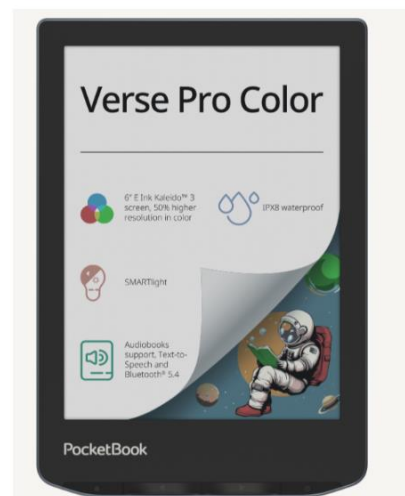 Verse Pro Color
6" E Ink Kaleido™ 3
screen, 50% higher
resolution in color
IPX8 waterproof
SMARTlight
Audiobooks
support, Text-to-
Speech and
Bluetooth® 5.4
PocketBook